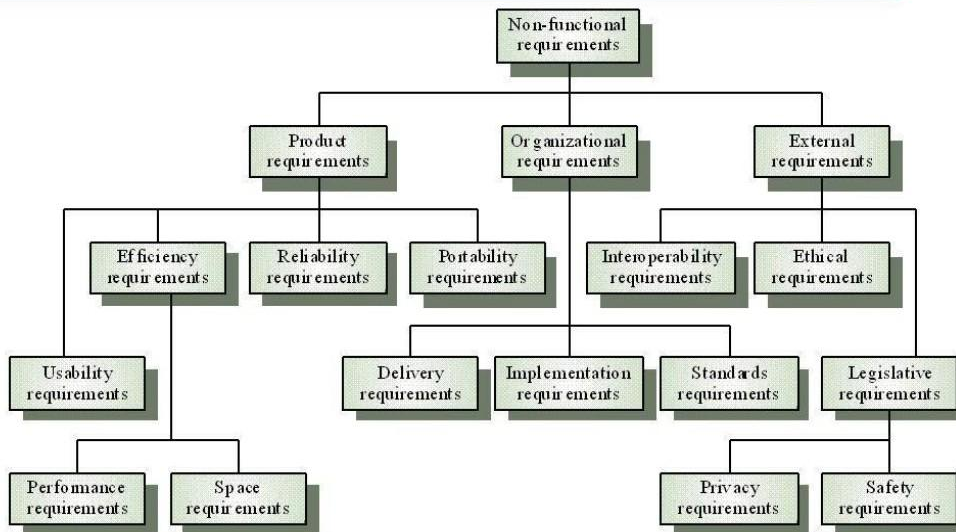 Non-functional
requirements
Product
requirements
Organizational
requirements
External
requirements
Efficiency
requirements
Reliability
requirements
Portability
requirements
Interoperability
requirements
Ethical
requirements
Usability
requirements
Delivery
requirements
Implementation
requirements
Standards
requirements
Legislative
requirements
Performance
requirements
Space
requirements
Privacy
requirements
Safety
requirements